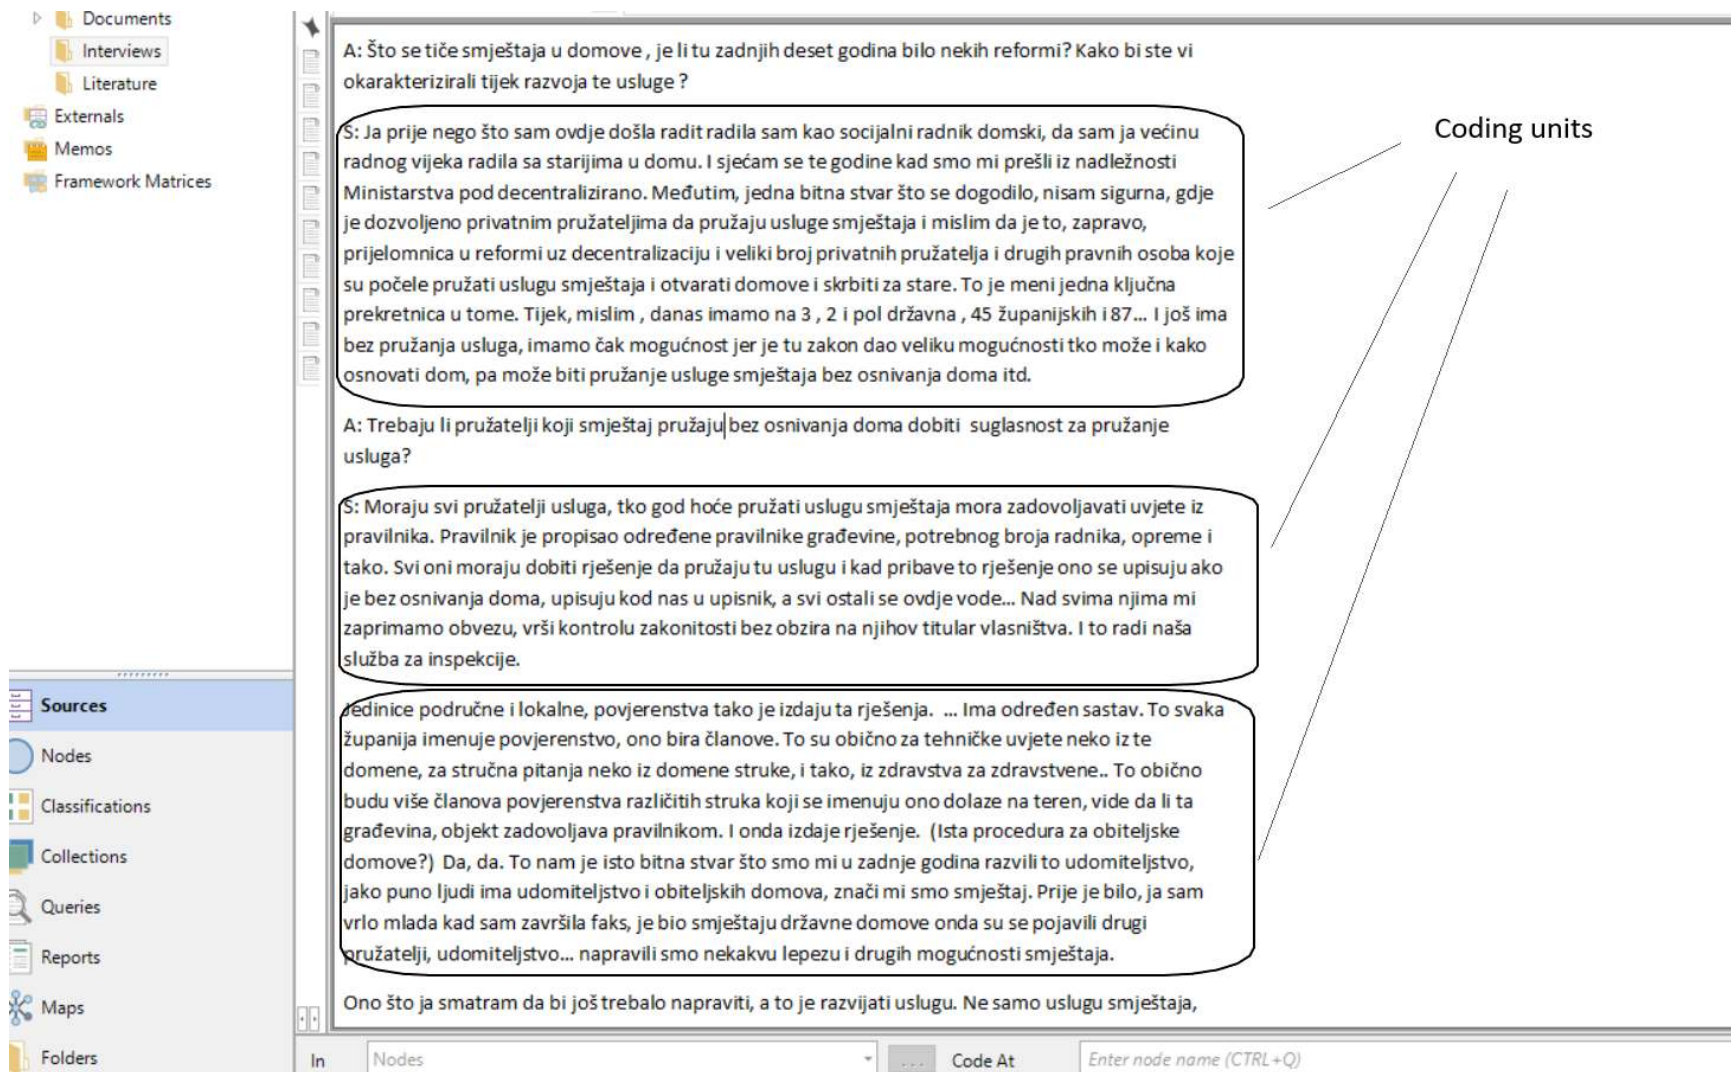 Documents
Interviews
Literature
Externals
Memos
Framework Matrices
Sources
Nodes
Classifications
Collections
Queries
Reports
Maps
Folders
A: Što se tiče smještaja u domove , je li tu zadnjih deset godina bilo nekih reformi? Kako bi ste vi
okarakterizirali tijek razvoja te usluge ?
S: Ja prije nego što sam ovdje došla radit radila sam kao socijalni radnik domski, da sam ja većinu
radnog vijeka radila sa starijima u domu. I sjećam se te godine kad smo mi prešli iz nadležnosti
Ministarstva pod decentralizirano. Međutim, jedna bitna stvar što se dogodilo, nisam sigurna, gdje
je dozvoljeno privatnim pružateljima da pružaju usluge smještaja i mislim da je to, zapravo,
prijelomnica u reformi uz decentralizaciju i veliki broj privatnih pružatelja i drugih pravnih osoba koje
su počele pružati uslugu smještaja i otvarati domove i skrbiti za stare. To je meni jedna ključna
prekretnica u tome. Tijek, mislim , danas imamo na 3 , 2 i pol državna , 45 županijskih i 87... I još ima
bez pružanja usluga, imamo čak mogućnost jer je tu zakon dao veliku mogućnosti tko može i kako
osnovati dom, pa može biti pružanje usluge smještaja bez osnivanja doma itd.
A: Trebaju li pružatelji koji smještaj pružaju bez osnivanja doma dobiti  suglasnost za pružanje
usluga?
S: Moraju svi pružatelji usluga, tko god hoće pružati uslugu smještaja mora zadovoljavati uvjete iz
pravilnika. Pravilnik je propisao određene pravilnike građevine, potrebnog broja radnika, opreme i
tako. Svi oni moraju dobiti rješenje da pružaju tu uslugu i kad pribave to rješenje ono se upisuju ako
je bez osnivanja doma, upisuju kod nas u upisnik, a svi ostali se ovdje vode... Nad svima njima mi
zaprimamo obvezu, vrši kontrolu zakonitosti bez obzira na njihov titular vlasništva. I to radi naša
služba za inspekcije.
Jedinice područne i lokalne, povjerenstva tako je izdaju ta rješenja.  ... Ima određen sastav. To svaka
županija imenuje povjerenstvo, ono bira članove. To su obično za tehničke uvjete neko iz te
domene, za stručna pitanja neko iz domene struke, i tako, iz zdravstva za zdravstvene.. To obično
budu više članova povjerenstva različitih struka koji se imenuju ono dolaze na teren, vide da li ta
građevina, objekt zadovoljava pravilnikom. I onda izdaje rješenje.  (Ista procedura za obiteljske
domove?) Da, da. To nam je isto bitna stvar što smo mi u zadnje godina razvili to udomiteljstvo,
jako puno ljudi ima udomiteljstvo i obiteljskih domova, znači mi smo smještaj. Prije je bilo, ja sam
vrlo mlada kad sam završila faks, je bio smještaju državne domove onda su se pojavili drugi
pružatelji, udomiteljstvo... napravili smo nekakvu lepezu i drugih mogućnosti smještaja.
Ono što ja smatram da bi još trebalo napraviti, a to je razvijati uslugu. Ne samo uslugu smještaja,
Coding units
In
Nodes
...
Code At
Enter node name (CTRL+Q)